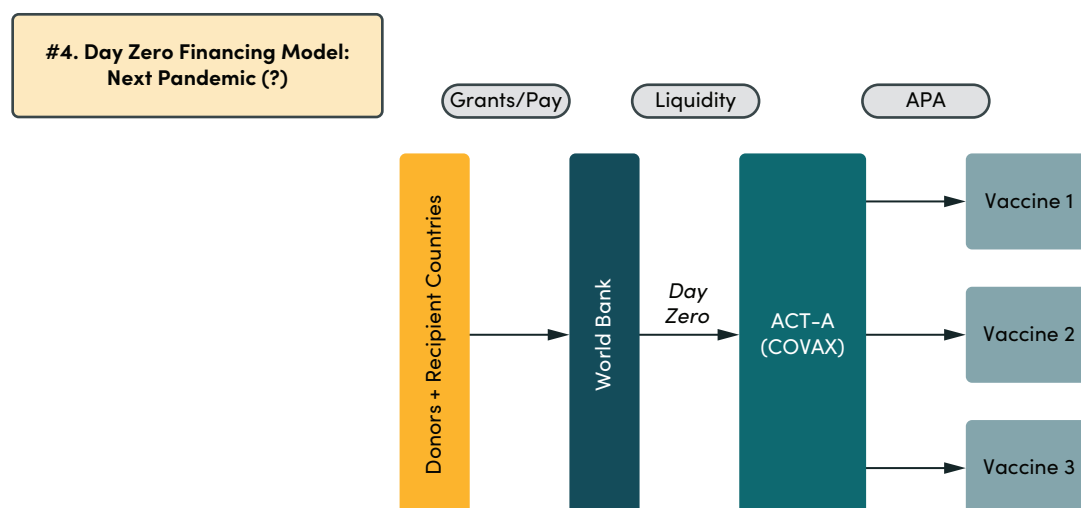 #4. Day Zero Financing Model:
Next Pandemic (?)
Grants/Pay
Liquidity
APA
Donors + Recipient Countries
World Bank
Day
Zero
ACT-A
(COVAX)
Vaccine 1
Vaccine 2
Vaccine 3